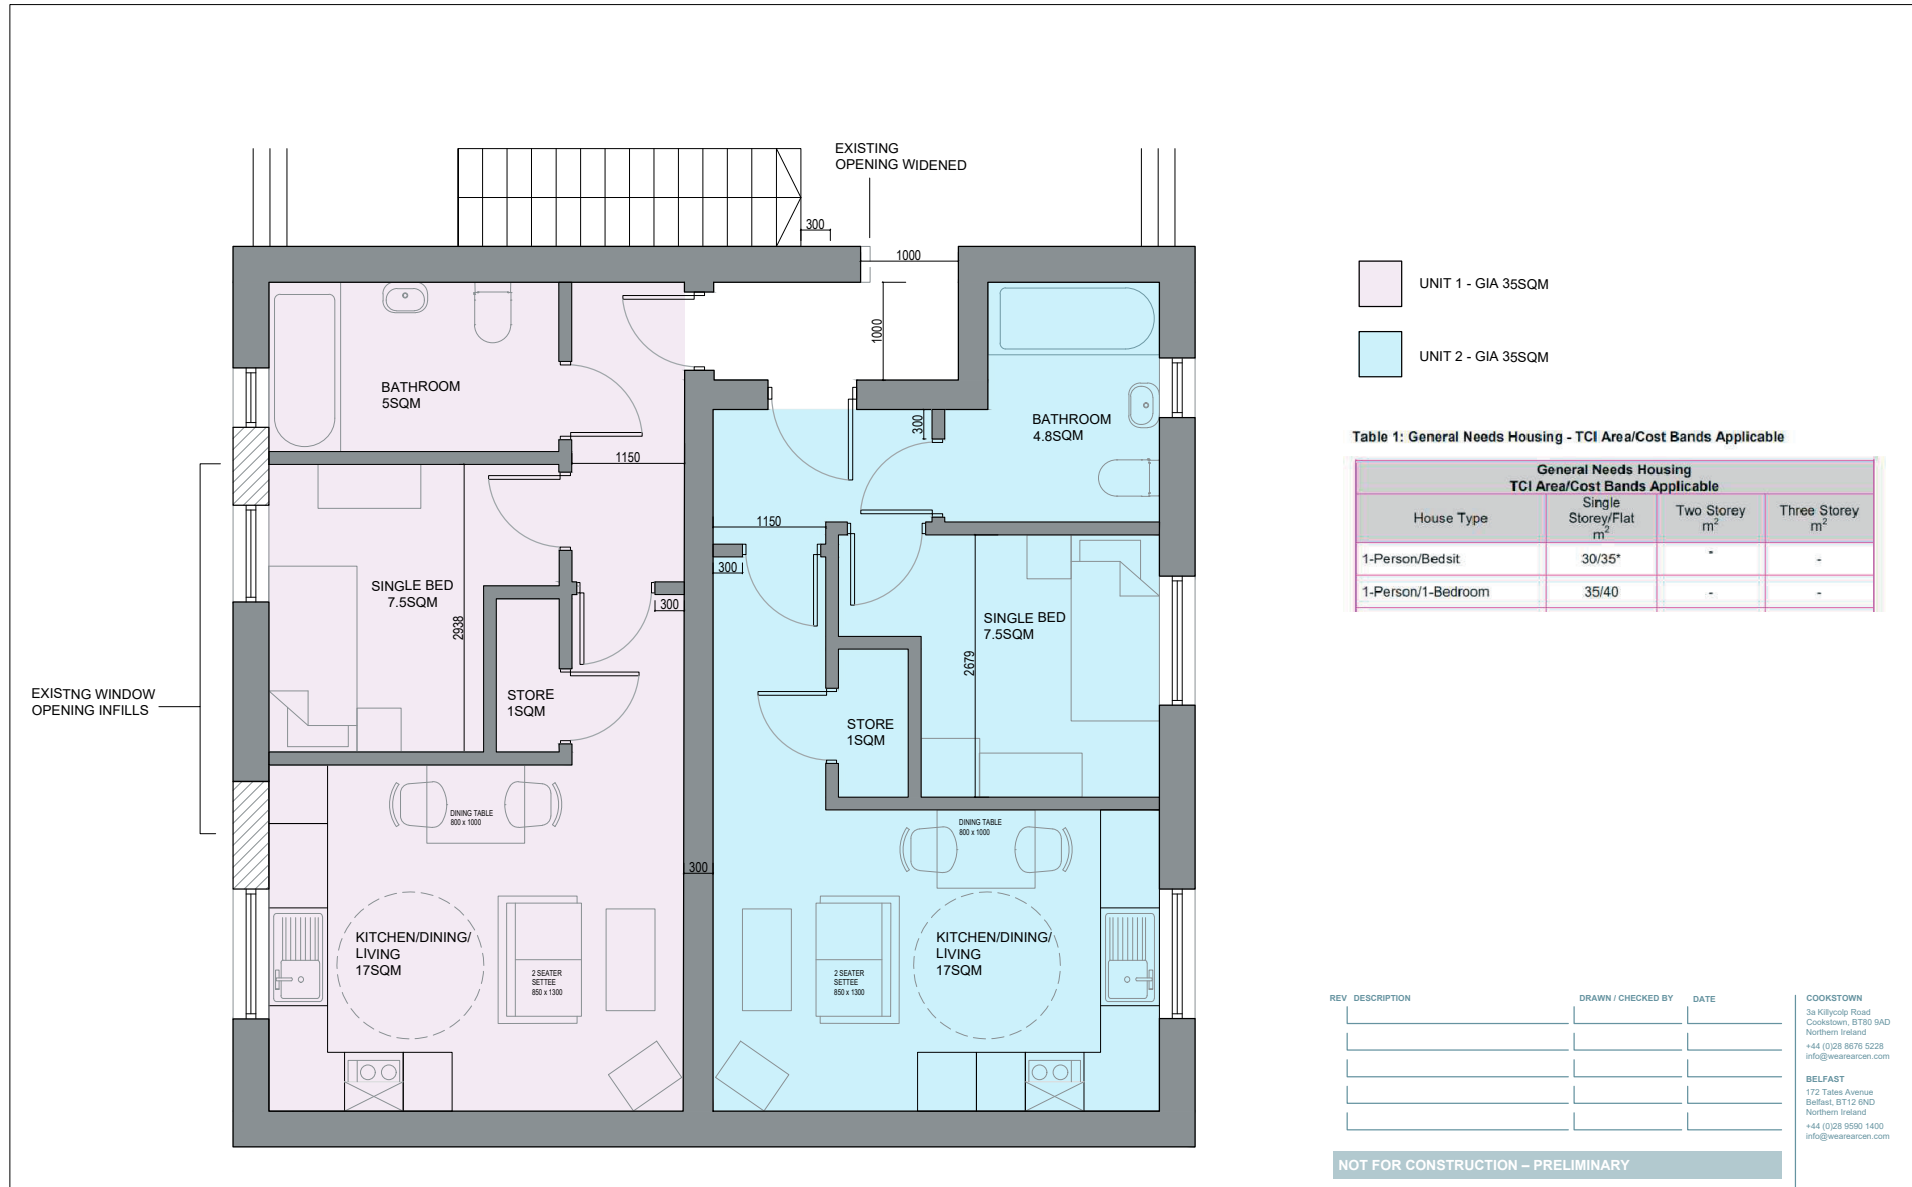 EXISTING
OPENING WIDENED
300
1000
1000
BATHROOM
5SQM
1150
SINGLE BED
7.5SQM
2938
300
STORE
1SQM
EXISTNG WINDOW
OPENING INFILLS
DINING TABLE
800 x 1000
KITCHEN/DINING/
LIVING
17SQM
2 SEATER
SETTEE
850 x 1300
300
BATHROOM
4.8SQM
300
1150
300
SINGLE BED
7.5SQM
2679
STORE
1SQM
DINING TABLE
800 x 1000
2 SEATER
SETTEE
850 x 1300
KITCHEN/DINING/
LIVING
17SQM
UNIT 1 - GIA 35SQM
UNIT 2 - GIA 35SQM
Table 1: General Needs Housing - TCI Area/Cost Bands Applicable
General Needs Housing
TCI Area/Cost Bands Applicable
House Type
Single
Storey/Flat
m²
Two Storey
m²
Three Storey
m²
1-Person/Bedsit 30/35* - -
1-Person/1-Bedroom 35/40 - -
REV DESCRIPTION DRAWN / CHECKED BY DATE
COOKSTOWN
3a Killycolp Road
Cookstown, BT80 9AD
Northern Ireland
+44 (0)28 8676 5228
info@wearearcen.com
BELFAST
172 Tates Avenue
Belfast, BT12 6ND
Northern Ireland
+44 (0)28 9590 1400
info@wearearcen.com
NOT FOR CONSTRUCTION – PRELIMINARY